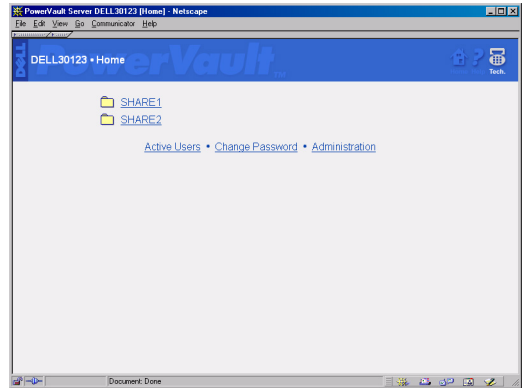 PowerVault Server DELL30123 [Home] - Netscape
File Edit View Go Communicator Help
DELL
PowerVault TM
DELL30123 • Home
Tech.
SHARE1
SHARE2
Active Users • Change Password • Administration
Document: Done